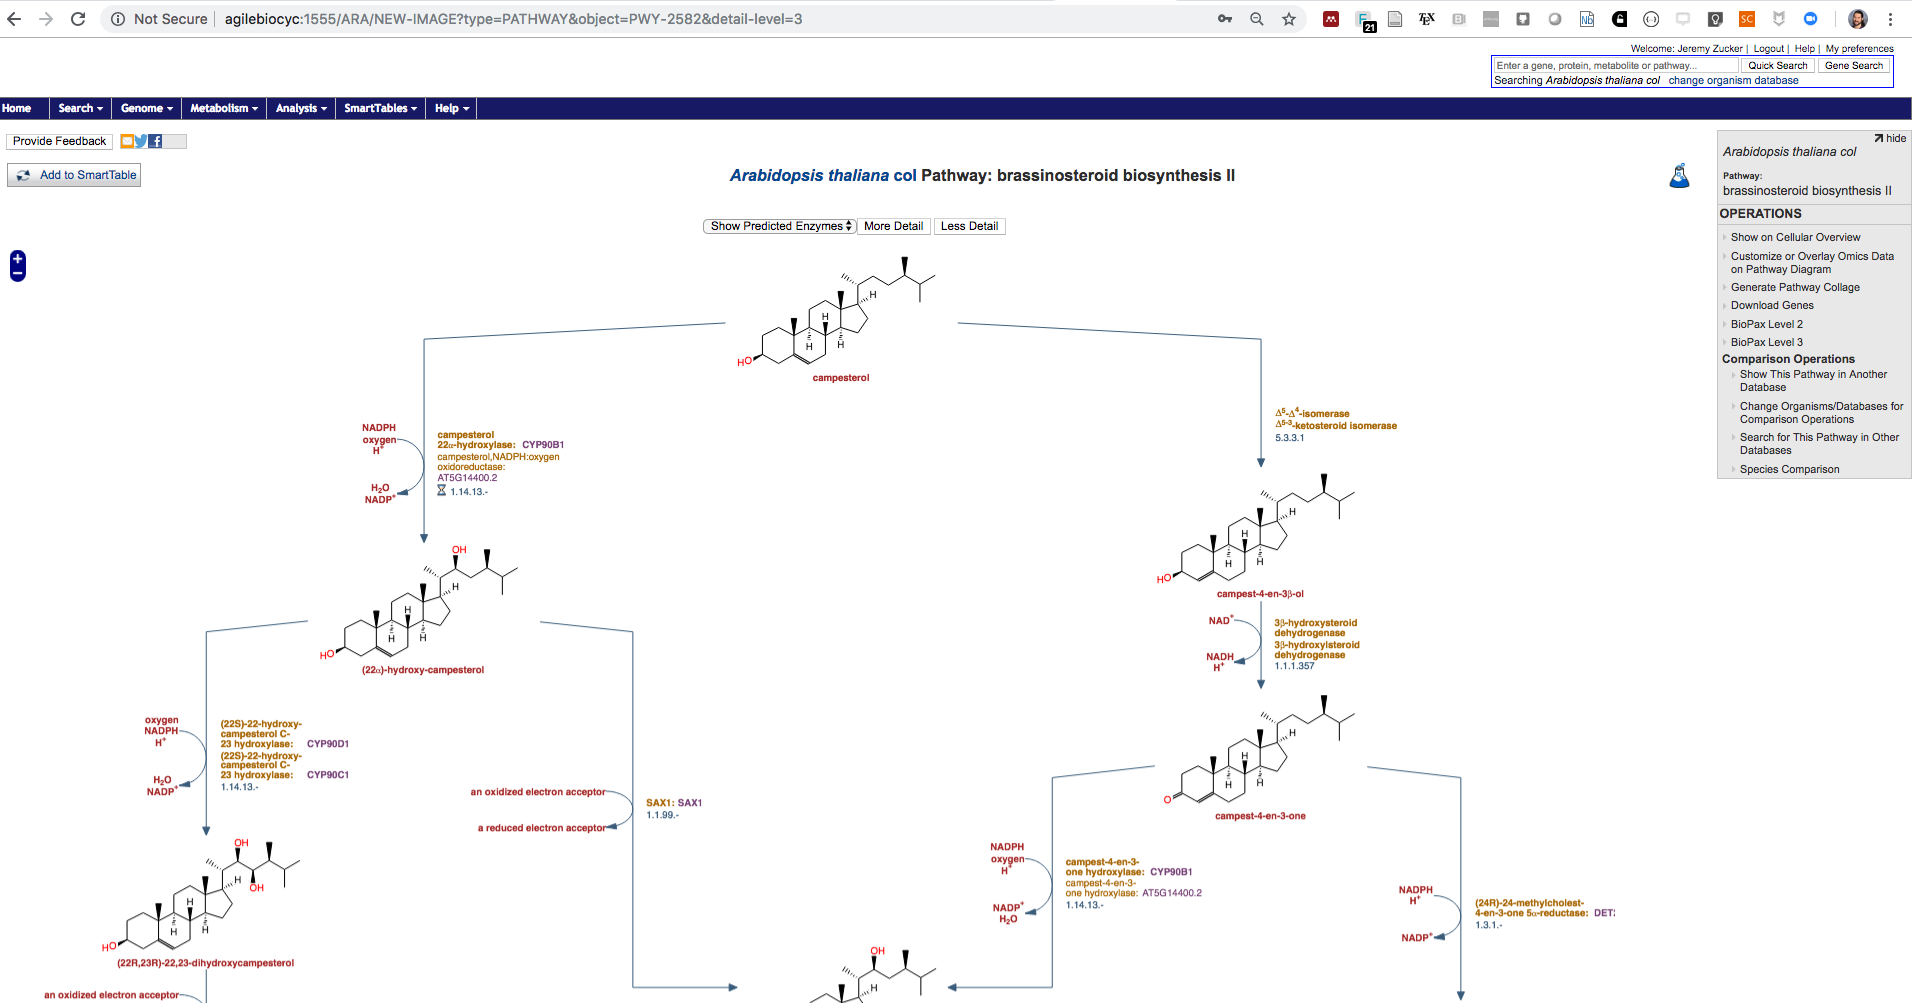 Not Secure | agilebiocyc:1555/ARA/NEW-IMAGE?type=PATHWAY&object=PWY-2582&detail-level=3
21
TEX
Nb
SC
Welcome: Jeremy Zucker | Logout | Help | My preferences
Enter a gene, protein, metabolite or pathway...
Quick Search
Gene Search
Searching Arabidopsis thaliana col change organism database
Home
Search
Genome
Metabolism
Analysis
SmartTables
Help
Provide Feedback
Add to SmartTable
Arabidopsis thaliana col Pathway: brassinosteroid biosynthesis II
Show Predicted Enzymes
More Detail
Less Detail
+
−
hide
Arabidopsis thaliana col
Pathway:
brassinosteroid biosynthesis II
OPERATIONS
Show on Cellular Overview
Customize or Overlay Omics Data
on Pathway Diagram
Generate Pathway Collage
Download Genes
BioPax Level 2
BioPax Level 3
Comparison Operations
Show This Pathway in Another
Database
Change Organisms/Databases for
Comparison Operations
Search for This Pathway in Other
Databases
Species Comparison
H
H
H
H
HO
campesterol
NADPH
oxygen
H⁺
H₂O
NADP⁺
campesterol
22α-hydroxylase: CYP90B1
campesterol,NADPH:oxygen
oxidoreductase:
AT5G14400.2
1.14.13.-
Δ⁵-Δ⁴-isomerase
Δ⁵⁻³-ketosteroid isomerase
5.3.3.1
H
H
H
H
HO
campest-4-en-3β-ol
OH
H
H
H
H
HO
(22α)-hydroxy-campesterol
NAD⁺
NADH
H⁺
3β-hydroxysteroid
dehydrogenase
3β-hydroxylsteroid
dehydrogenase
1.1.1.357
H
H
H
H
O
campest-4-en-3-one
oxygen
NADPH
H⁺
H₂O
NADP⁺
(22S)-22-hydroxy-
campesterol C-
23 hydroxylase: CYP90D1
(22S)-22-hydroxy-
campesterol C-
23 hydroxylase: CYP90C1
1.14.13.-
an oxidized electron acceptor
a reduced electron acceptor
SAX1: SAX1
1.1.99.-
NADPH
oxygen
H⁺
NADP⁺
H₂O
campest-4-en-3-
one hydroxylase: CYP90B1
campest-4-en-3-
one hydroxylase: AT5G14400.2
1.14.13.-
NADPH
H⁺
NADP⁺
(24R)-24-methylcholest-
4-en-3-one 5α-reductase:
1.3.1.-
OH
H
OH
H
H
H
HO
(22R,23R)-22,23-dihydroxycampesterol
an oxidized electron acceptor
OH
H